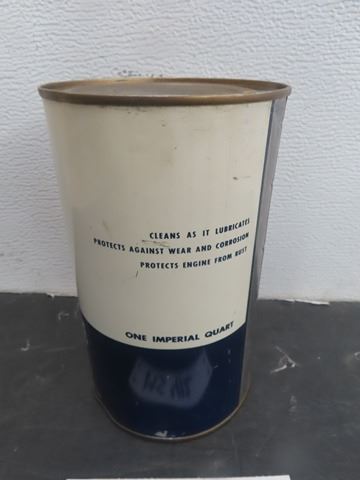 CLEANS AS IT LUBRICATES
PROTECTS AGAINST WEAR AND CORROSION
PROTECTS ENGINE FROM RUST
ONE IMPERIAL QUART